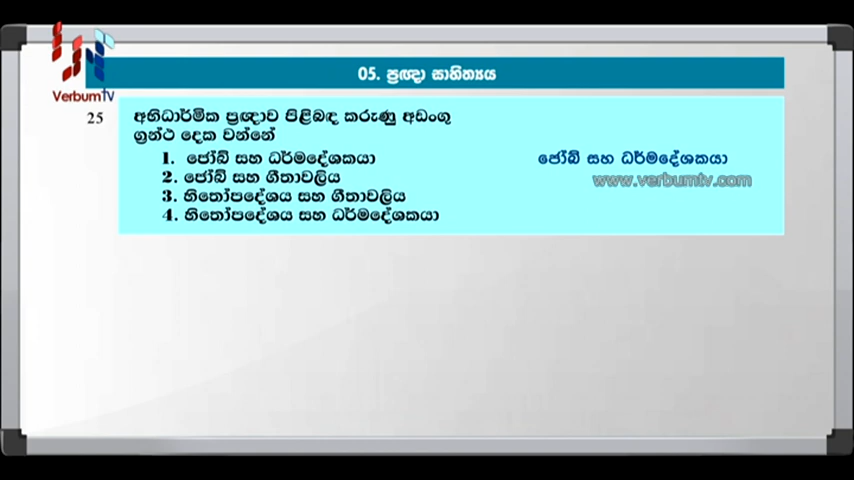 VerbumTV
05. ප්‍රඥා සාහිත්‍යය
25 අභිධාර්මික ප්‍රඥාව පිළිබඳ කරුණු අඩංගු
ග්‍රන්ථ දෙක වන්නේ
1. ජෝබ් සහ ධර්මදේශකයා
ජෝබ් සහ ධර්මදේශකයා
2. ජෝබ් සහ ගීතාවලිය
www.verbumtv.com
3. හිතෝපදේශය සහ ගීතාවලිය
4. හිතෝපදේශය සහ ධර්මදේශකයා